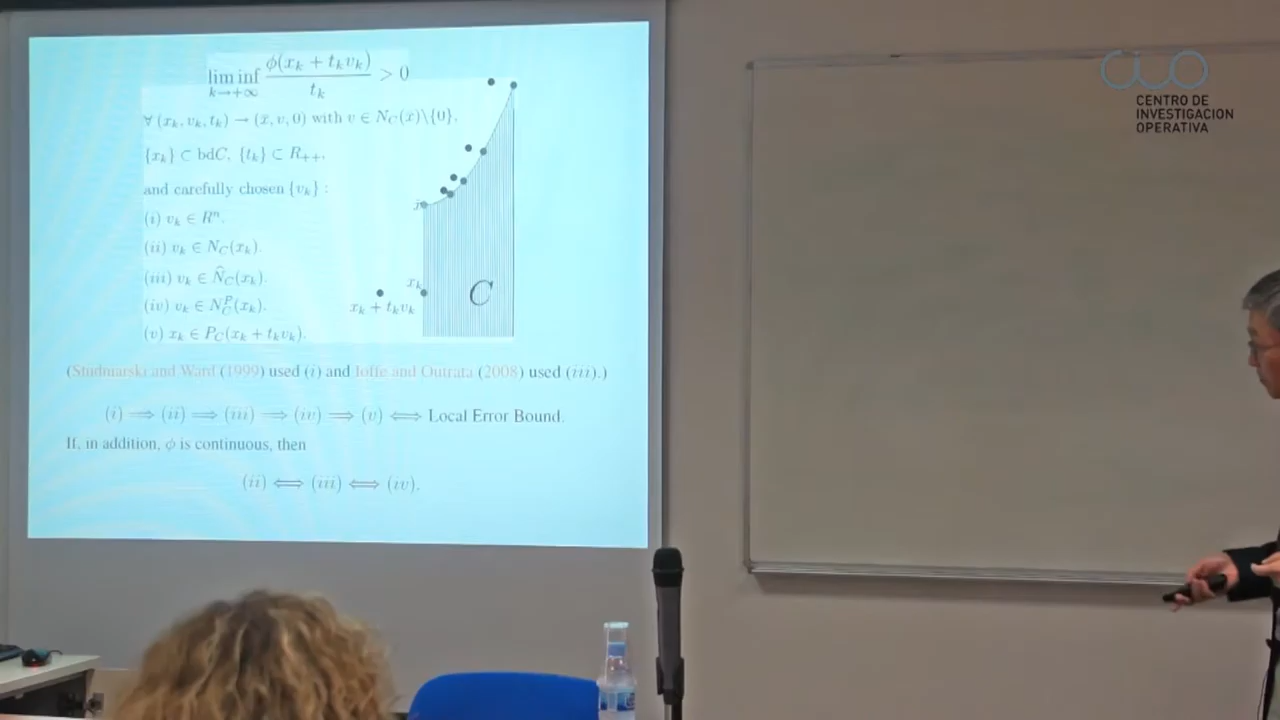 lim inf k→+∞ ϕ(x_k + t_k v_k) / t_k > 0
∀ (x_k, v_k, t_k) → (x̄, v, 0) with v ∈ N_C(x̄)\{0},
{x_k} ⊂ bdC, {t_k} ⊂ R_{++},
and carefully chosen {v_k} :
(i) v_k ∈ R^n.
(ii) v_k ∈ N_C(x_k).
(iii) v_k ∈ N̂_C(x_k).
(iv) v_k ∈ N_C^P(x_k).
(v) x_k ∈ P_C(x_k + t_k v_k).
x̄
x_k
x_k + t_k v_k
C
(Studniarski and Ward (1999) used (i) and Ioffe and Outrata (2008) used (iii).)
(i) ⟹ (ii) ⟹ (iii) ⟹ (iv) ⟹ (v) ⟺ Local Error Bound.
If, in addition, ϕ is continuous, then
(ii) ⟺ (iii) ⟺ (iv).
CIO
CENTRO DE
INVESTIGACION
OPERATIVA